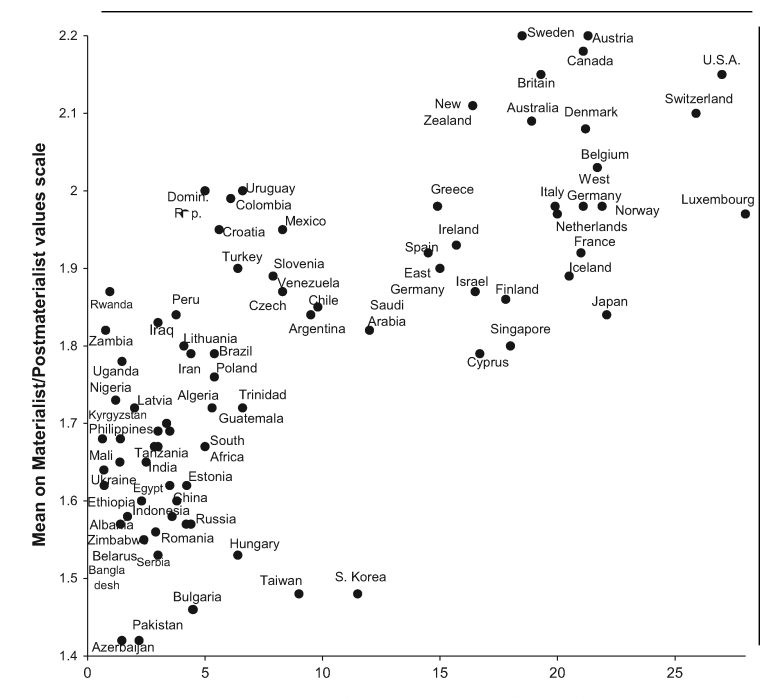 Mean on Materialist/Postmaterialist values scale
2.2
2.1
2
1.9
1.8
1.7
1.6
1.5
1.4
0
5
10
15
20
25
Sweden
Austria
Canada
U.S.A.
Britain
Switzerland
New
Zealand
Australia
Denmark
Belgium
West
Germany
Italy
Norway
Netherlands
Luxembourg
Greece
Domin.
Uruguay
Colombia
Croatia
Mexico
Ireland
Spain
France
Turkey
Slovenia
East
Germany
Iceland
Venezuela
Israel
Finland
Czech
Chile
Saudi
Arabia
Japan
Rwanda
Peru
Argentina
Singapore
Iraq
Zambia
Lithuania
Iran
Brazil
Cyprus
Uganda
Poland
Nigeria
Latvia
Algeria
Trinidad
Guatemala
Kyrgyzstan
Philippines
South
Africa
Mali
Tanzania
India
Ukraine
Egypt
Estonia
China
Ethiopia
Indonesia
Albania
Russia
Zimbabw
Romania
Belarus
Serbia
Hungary
Bangla
desh
Taiwan
S. Korea
Bulgaria
Pakistan
Azerbaijan